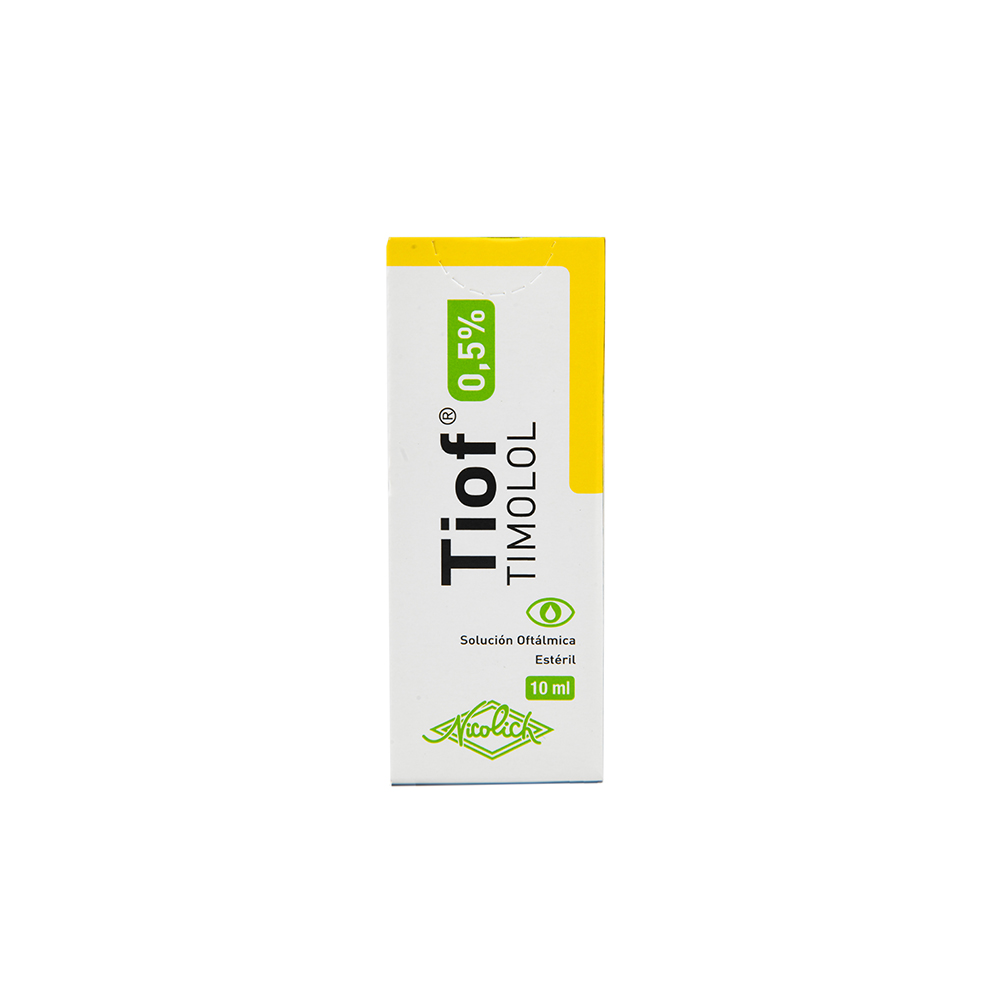 Tiof® 0,5%
TIMOLOL
Solución Oftálmica
Estéril
10 ml
Nicolich